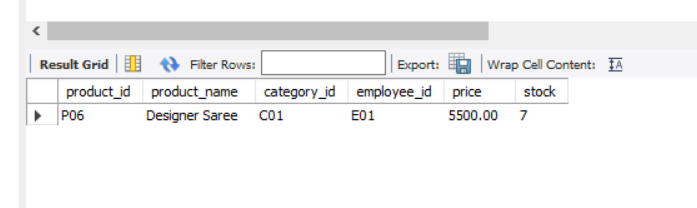 Result Grid Filter Rows: Export: Wrap Cell Content: IA
product_id product_name category_id employee_id price stock
P06 Designer Saree C01 E01 5500.00 7